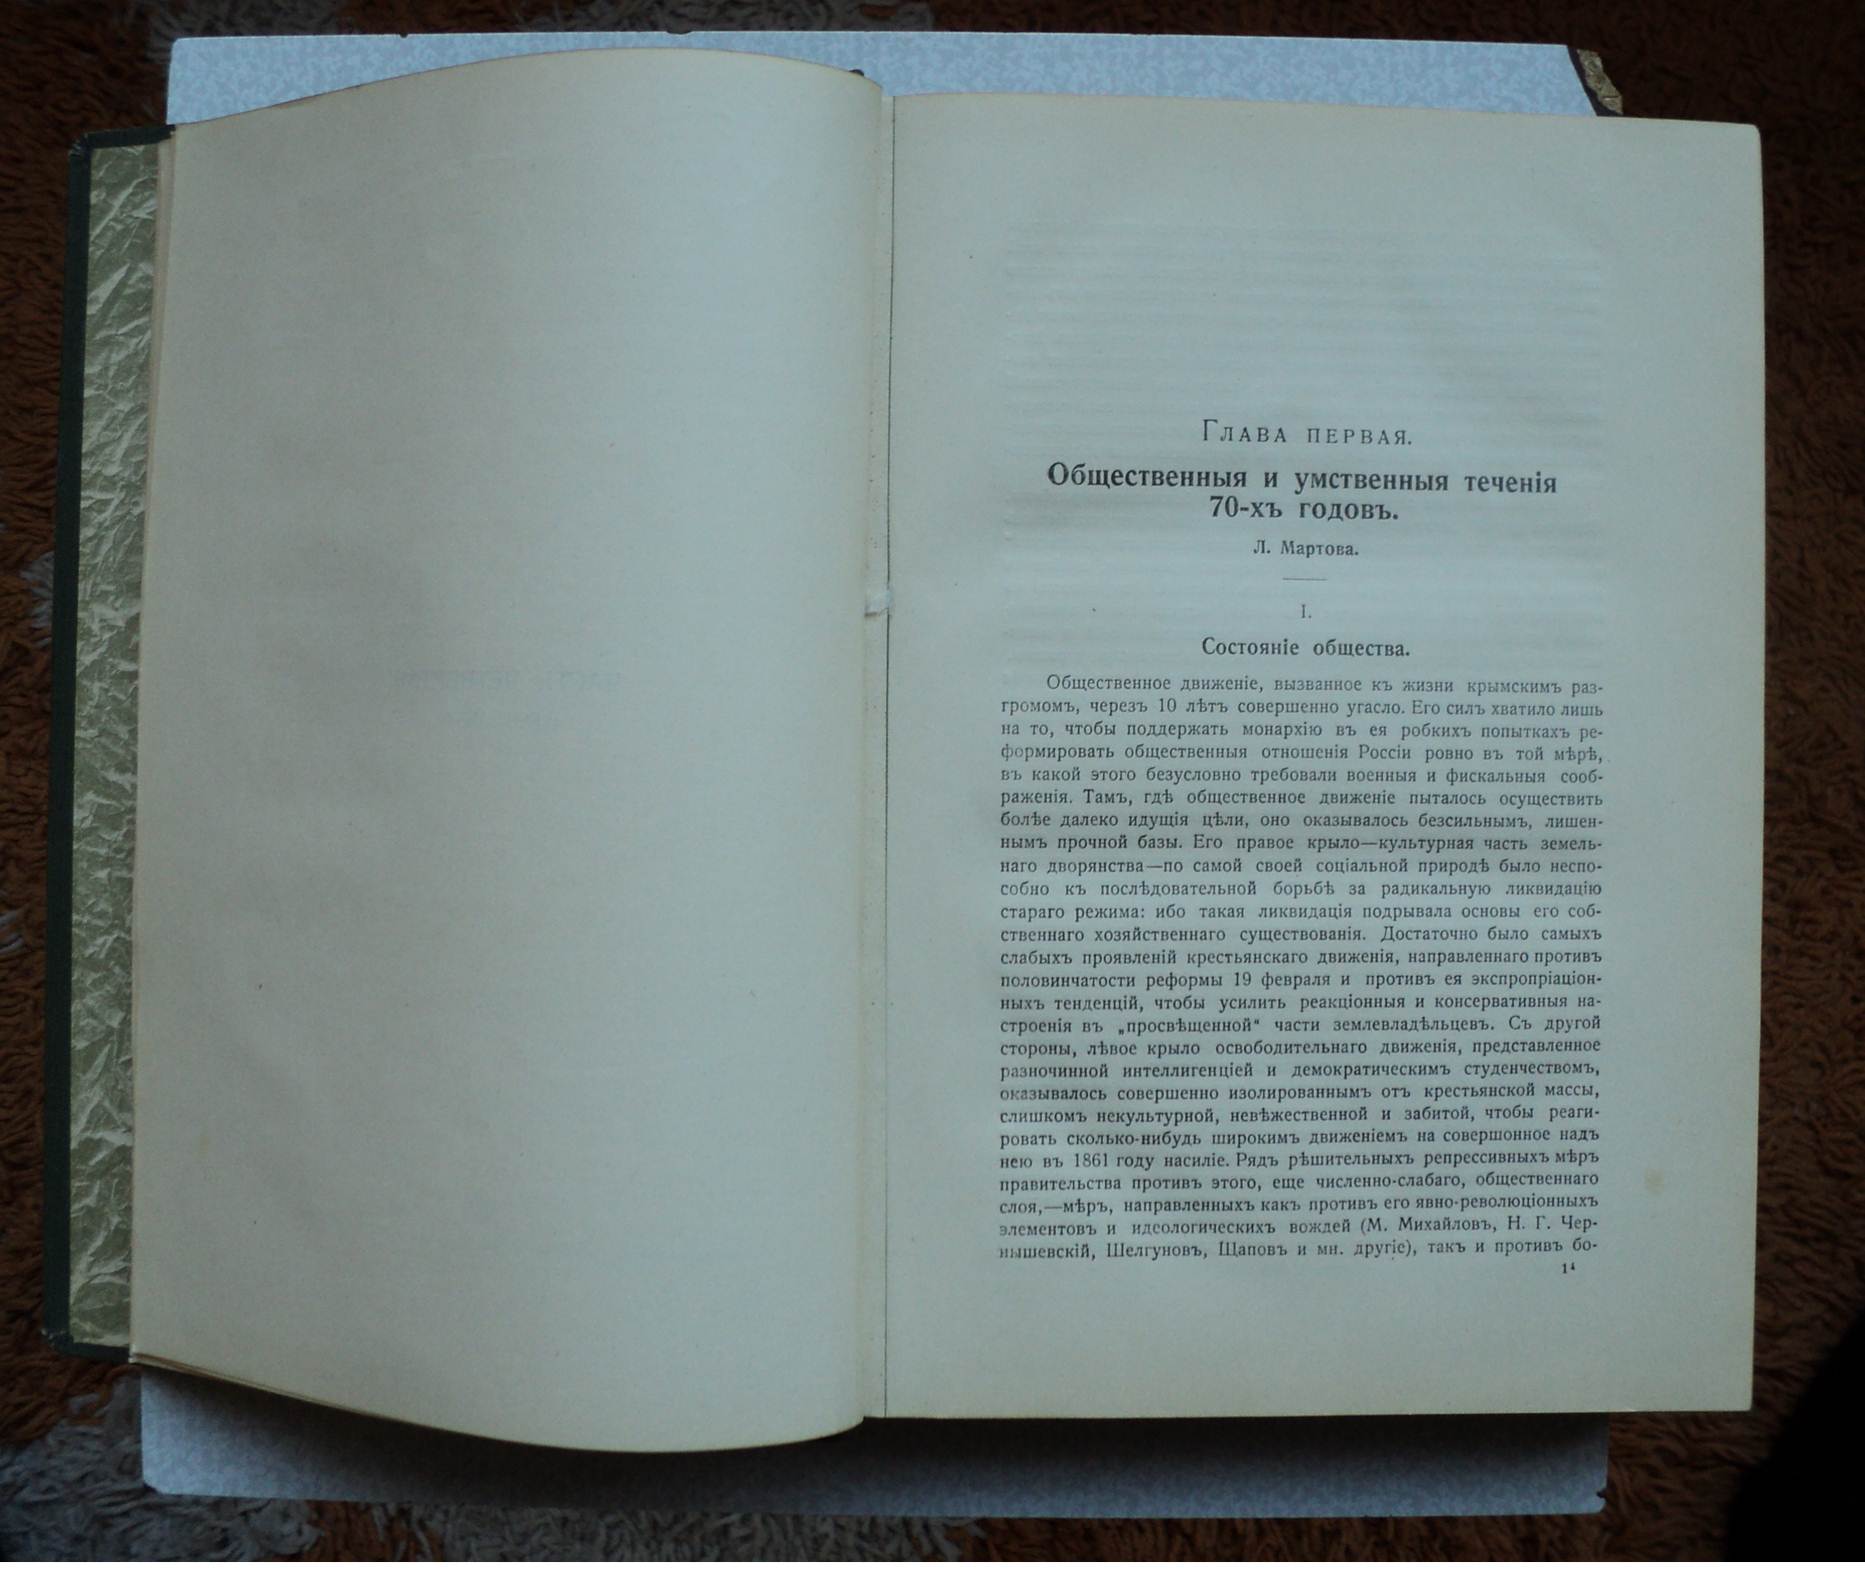 Глава первая.
Общественныя и умственныя теченія
70-хъ годовъ.
Л. Мартова.
I.
Состояніе общества.
Общественное движеніе, вызванное къ жизни крымскимъ раз-
громомъ, черезъ 10 лѣтъ совершенно угасло. Его силъ хватило лишь
на то, чтобы поддержать монархію въ ея робкихъ попыткахъ ре-
формировать общественныя отношенія Россіи ровно въ той мѣрѣ,
въ какой этого безусловно требовали военныя и фискальныя сооб-
раженія. Тамъ, гдѣ общественное движеніе пыталось осуществить
болѣе далеко идущія цѣли, оно оказывалось безсильнымъ, лишен-
нымъ прочной базы. Его правое крыло—культурная часть земель-
наго дворянства—по самой своей соціальной природѣ было неспо-
собно къ послѣдовательной борьбѣ за радикальную ликвидацію
стараго режима: ибо такая ликвидація подрывала основы его соб-
ственнаго хозяйственнаго существованія. Достаточно было самыхъ
слабыхъ проявленій крестьянскаго движенія, направленнаго противъ
половинчатости реформы 19 февраля и противъ ея экспропріаціон-
ныхъ тенденцій, чтобы усилить реакціонныя и консервативныя на-
строенія въ „просвѣщенной“ части землевладѣльцевъ. Съ другой
стороны, лѣвое крыло освободительнаго движенія, представленное
разночинной интеллигенціей и демократическимъ студенчествомъ,
оказывалось совершенно изолированнымъ отъ крестьянской массы,
слишкомъ некультурной, невѣжественной и забитой, чтобы реаги-
ровать сколько-нибудь широкимъ движеніемъ на совершонное надъ
нею въ 1861 году насиліе. Рядъ рѣшительныхъ репрессивныхъ мѣръ
правительства противъ этого, еще численно-слабаго, общественнаго
слоя,—мѣръ, направленныхъ какъ противъ его явно-революціонныхъ
элементовъ и идеологическихъ вождей (М. Михайловъ, Н. Г. Чер-
нышевскій, Шелгуновъ, Щаповъ и мн. другіе), такъ и противъ бо-